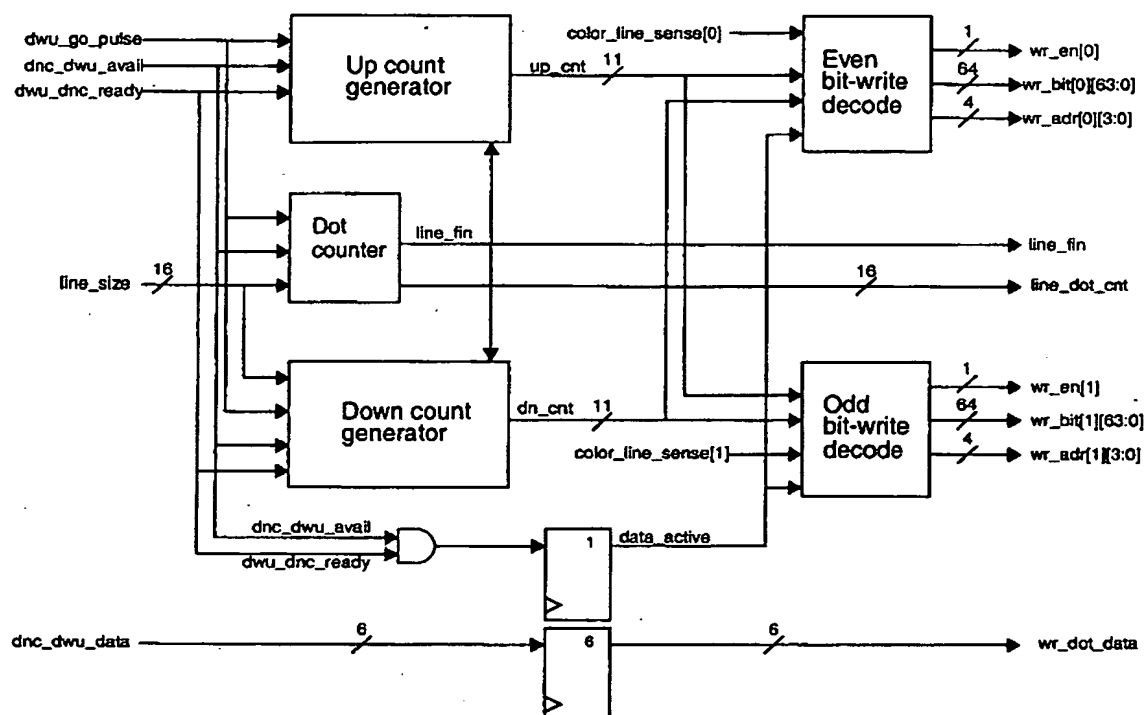 dwu_go_pulse
dnc_dwu_avail
dwu_dnc_ready
Up count
generator
up_cnt
11
color_line_sense[0]
Even
bit-write
decode
1
wr_en[0]
64
wr_bit[0][63:0]
4
wr_adr[0][3:0]
Dot
counter
line_fin
line_fin
line_size
16
16
line_dot_cnt
Down count
generator
dn_cnt
11
color_line_sense[1]
Odd
bit-write
decode
1
wr_en[1]
64
wr_bit[1][63:0]
4
wr_adr[1][3:0]
dnc_dwu_avail
dwu_dnc_ready
1
data_active
dnc_dwu_data
6
6
6
wr_dot_data